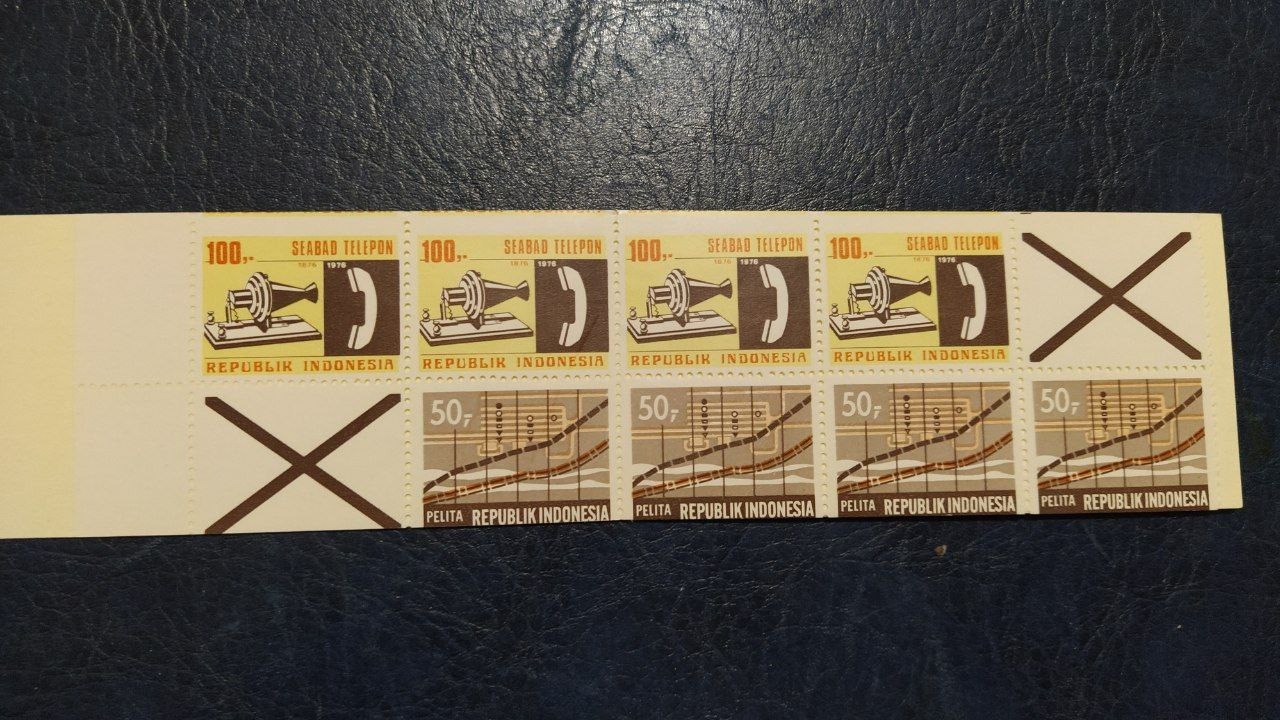 100,- SEABAD TELEPON
1876 1976
REPUBLIK INDONESIA
100,- SEABAD TELEPON
1876 1976
REPUBLIK INDONESIA
100,- SEABAD TELEPON
1876 1976
REPUBLIK INDONESIA
100,- SEABAD TELEPON
1876 1976
REPUBLIK INDONESIA
50,-
PELITA REPUBLIK INDONESIA
50,-
PELITA REPUBLIK INDONESIA
50,-
PELITA REPUBLIK INDONESIA
50,-
PELITA REPUBLIK INDONESIA